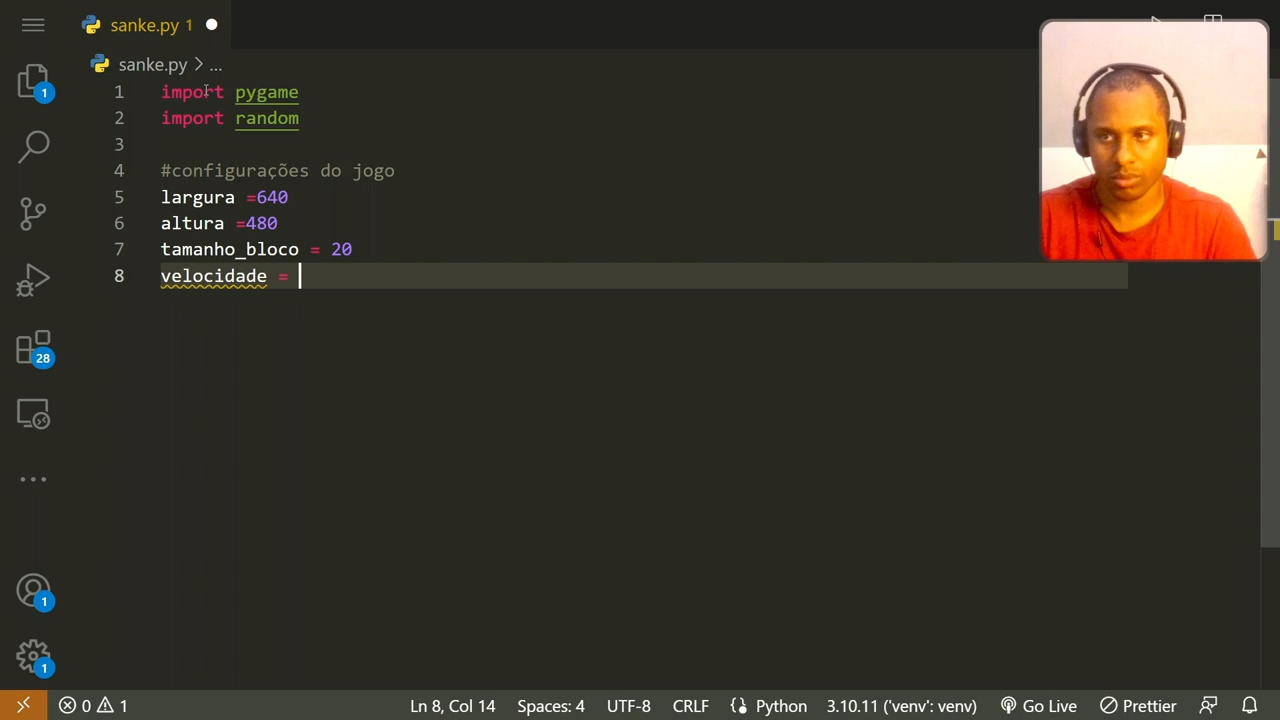 sanke.py 1
sanke.py > ...
1 import pygame
2 import random
3
4 #configurações do jogo
5 largura =640
6 altura =480
7 tamanho_bloco = 20
8 velocidade =
1
28
1
1
0 1 Ln 8, Col 14 Spaces: 4 UTF-8 CRLF Python 3.10.11 ('venv': venv) Go Live Prettier